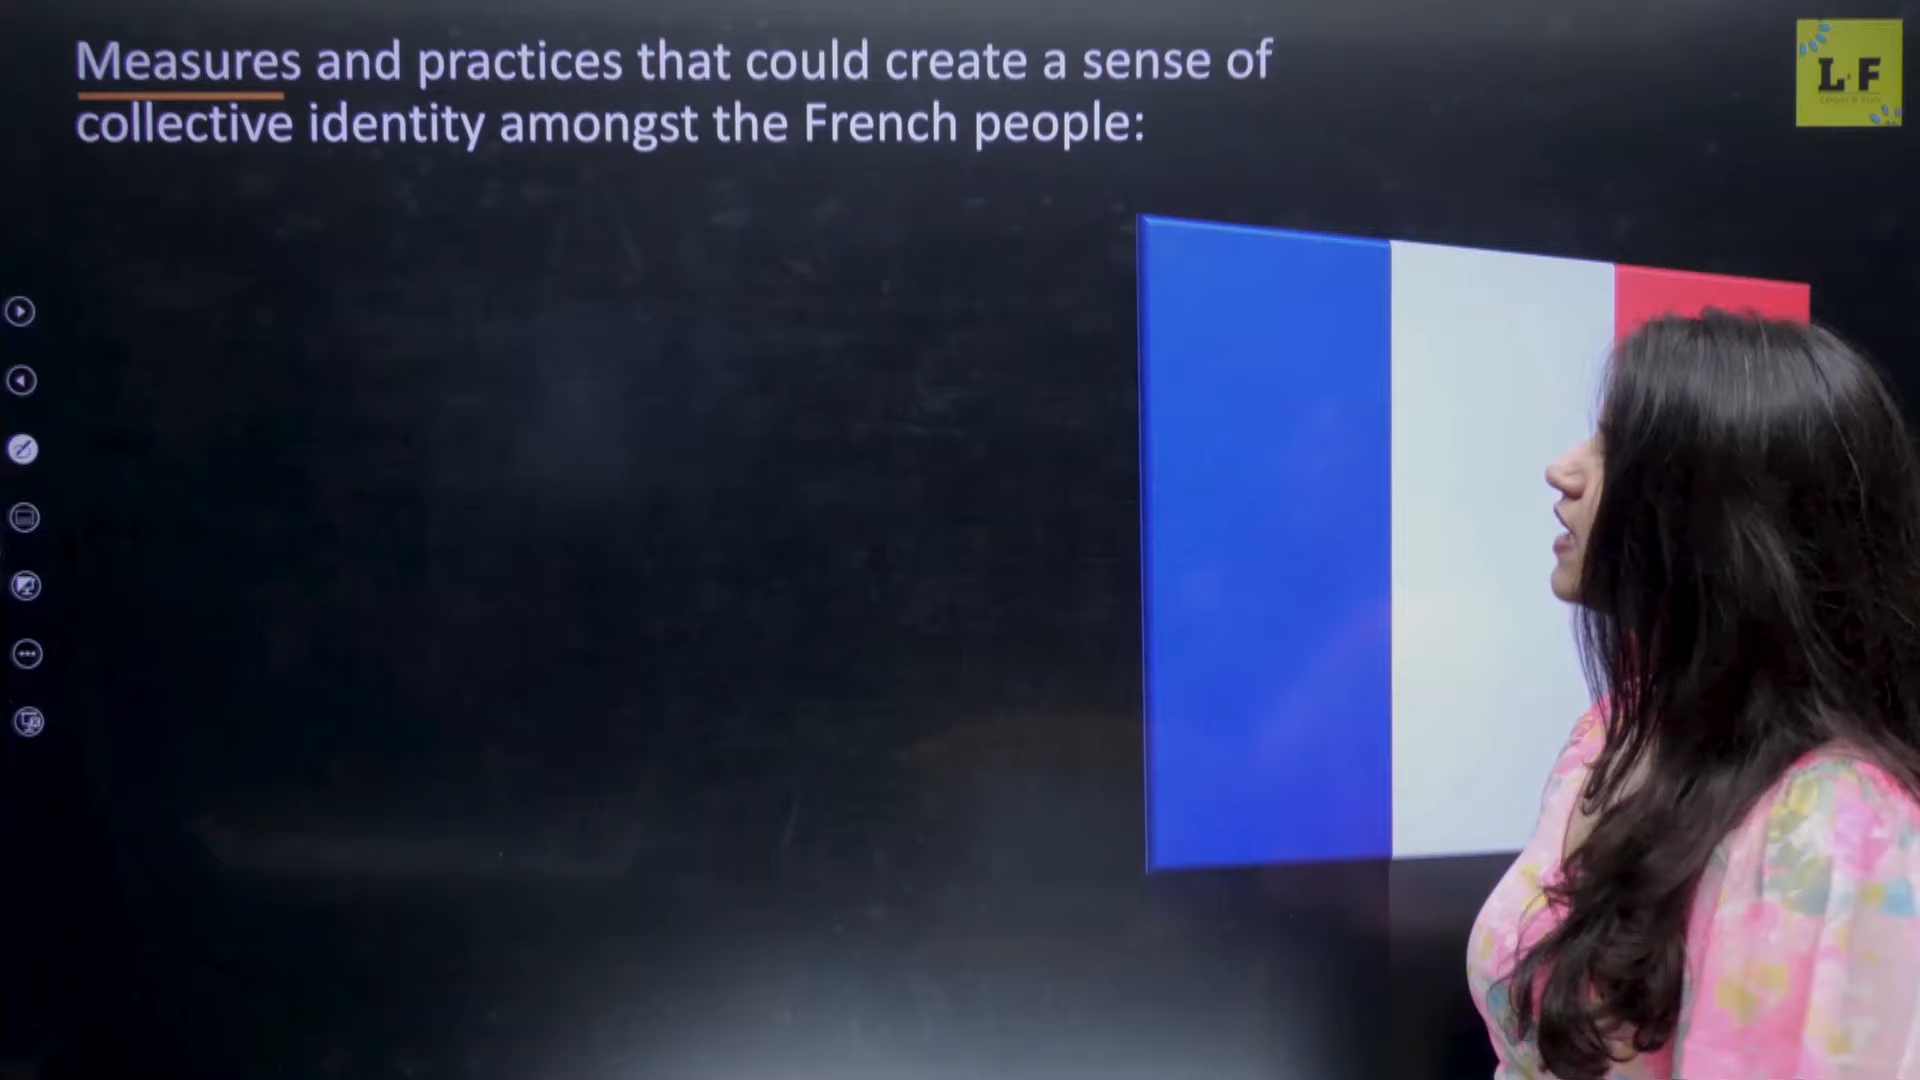 Measures and practices that could create a sense of
collective identity amongst the French people:
L&F